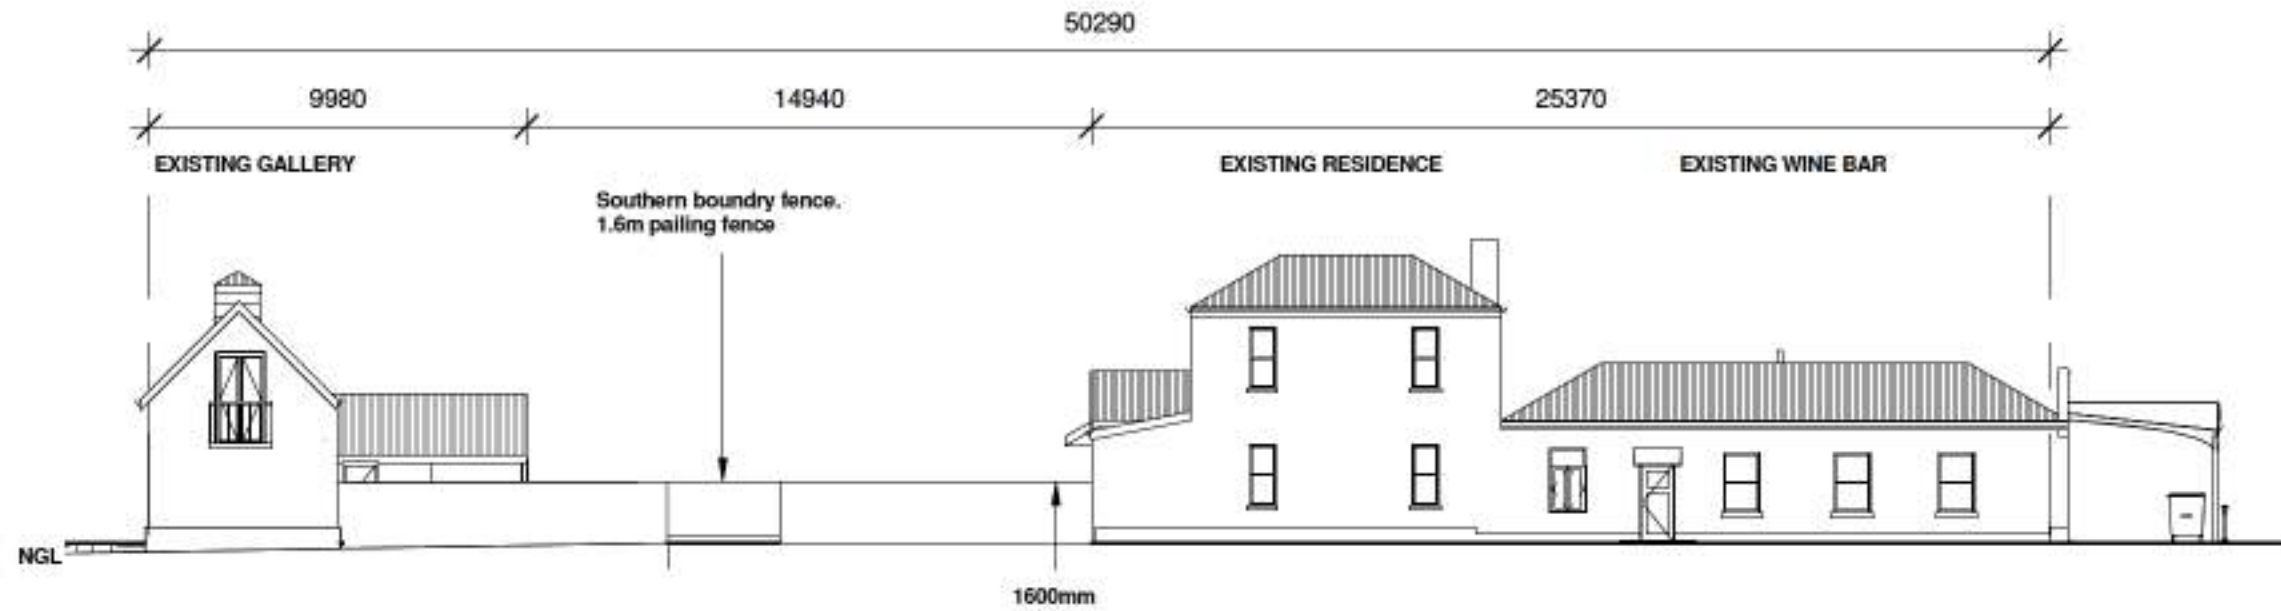 50290
9980
14940
25370
EXISTING GALLERY
EXISTING RESIDENCE
EXISTING WINE BAR
Southern boundry fence.
1.6m pailing fence
NGL
1600mm